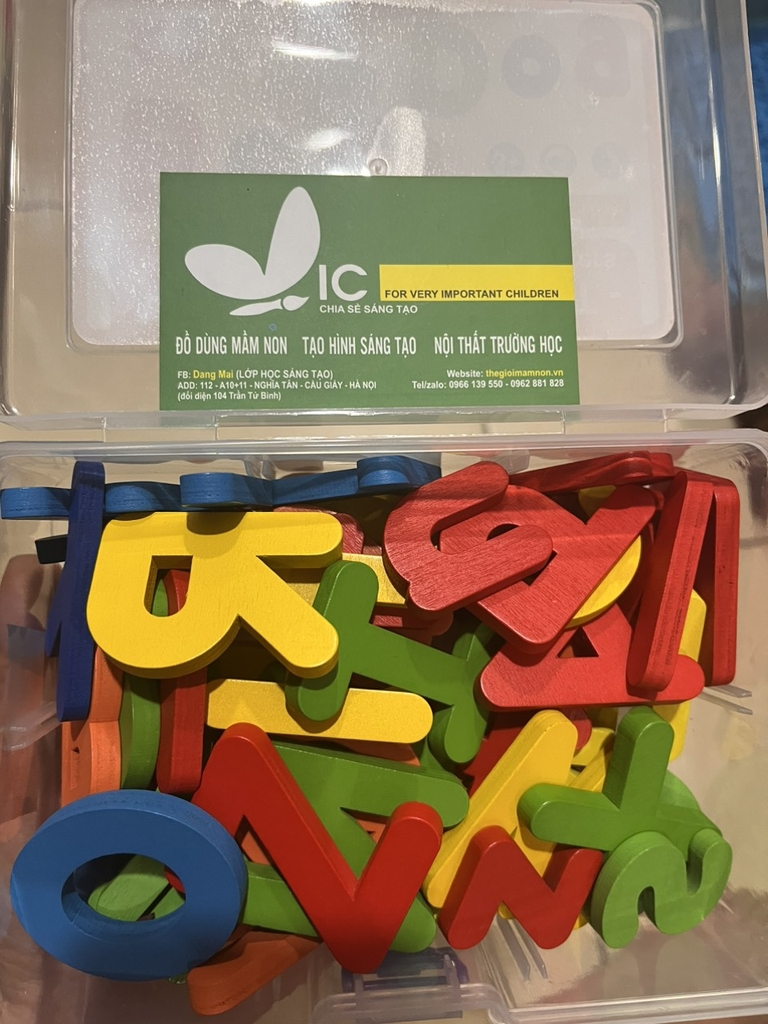 VIC
FOR VERY IMPORTANT CHILDREN
CHIA SẺ SÁNG TẠO
ĐỒ DÙNG MẦM NON TẠO HÌNH SÁNG TẠO NỘI THẤT TRƯỜNG HỌC
FB: Dang Mai (LỚP HỌC SÁNG TẠO)
ADD: 112 - A10+11 - NGHĨA TÂN - CẦU GIẤY - HÀ NỘI
(đối diện 104 Trần Tử Bình)
Website: thegioimamnon.vn
Tel/zalo: 0966 139 550 - 0962 881 828